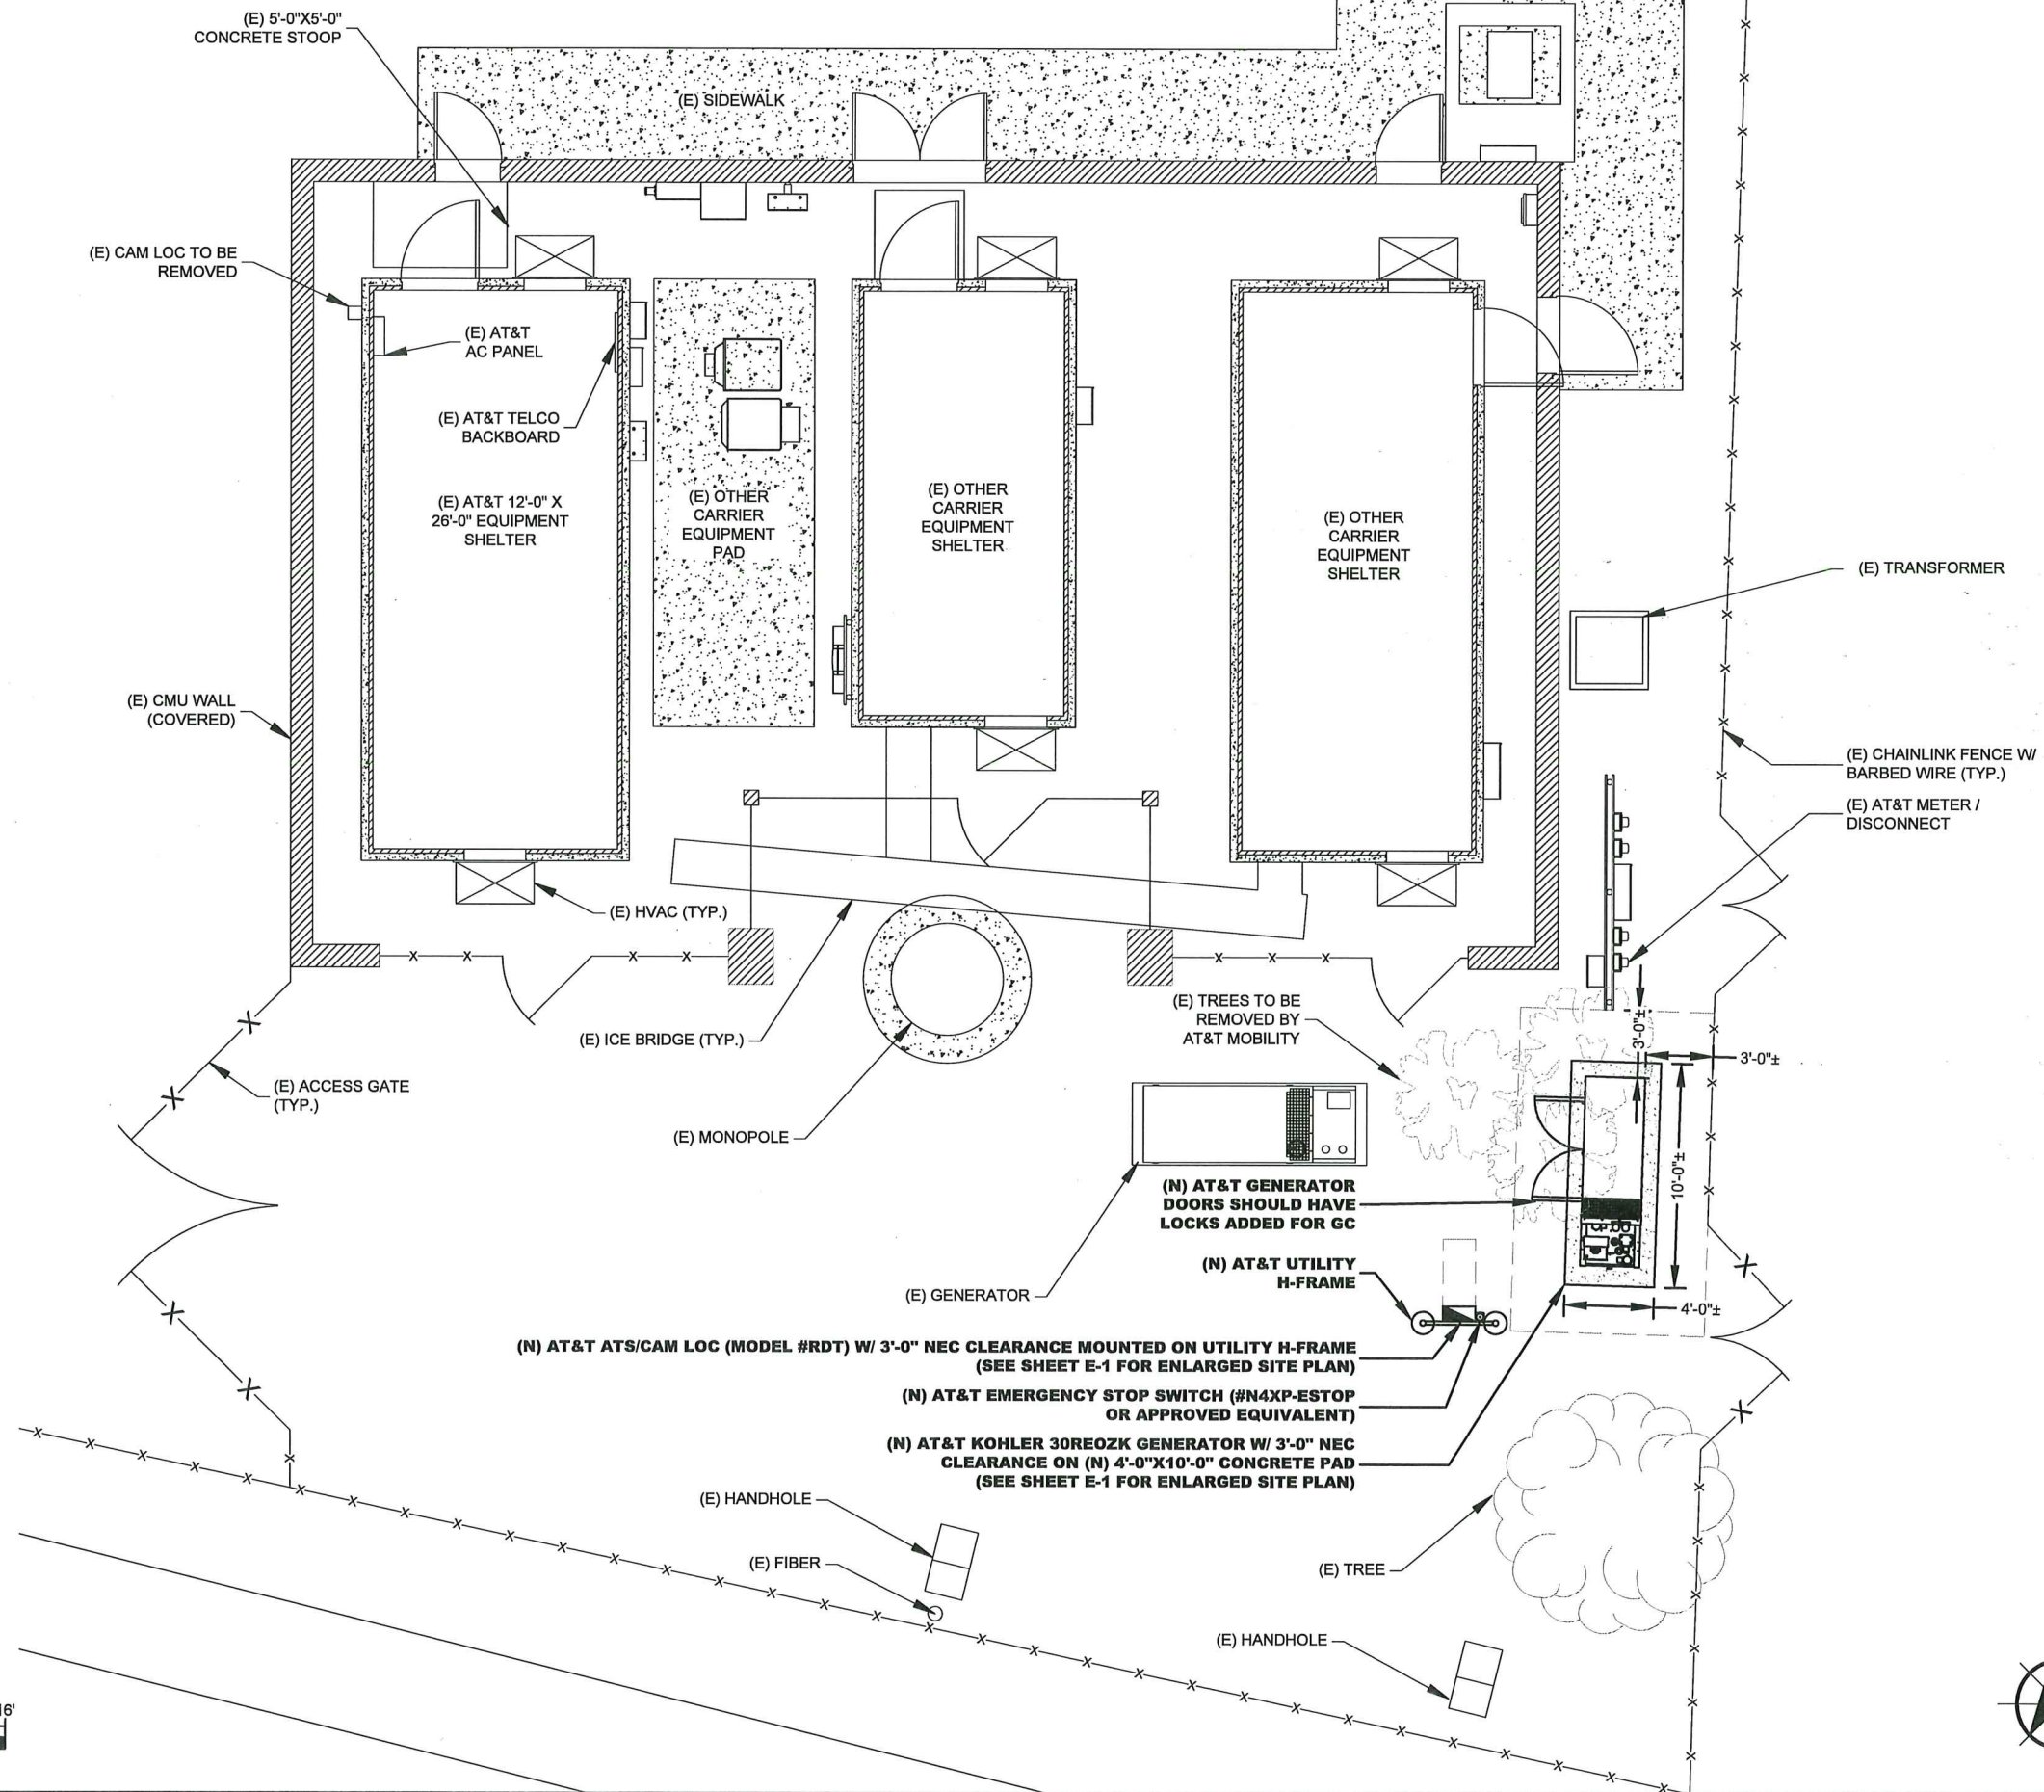 (E) 5'-0"X5'-0"
CONCRETE STOOP
(E) SIDEWALK
(E) CAM LOC TO BE
REMOVED
(E) AT&T
AC PANEL
(E) AT&T TELCO
BACKBOARD
(E) AT&T 12'-0" X
26'-0" EQUIPMENT
SHELTER
(E) OTHER
CARRIER
EQUIPMENT
PAD
(E) OTHER
CARRIER
EQUIPMENT
SHELTER
(E) OTHER
CARRIER
EQUIPMENT
SHELTER
(E) TRANSFORMER
(E) CMU WALL
(COVERED)
(E) CHAINLINK FENCE W/
BARBED WIRE (TYP.)
(E) AT&T METER /
DISCONNECT
(E) HVAC (TYP.)
(E) ICE BRIDGE (TYP.)
(E) TREES TO BE
REMOVED BY
AT&T MOBILITY
3'-0"±
3'-0"±
(E) ACCESS GATE
(TYP.)
(E) MONOPOLE
10'-0"±
(N) AT&T GENERATOR
DOORS SHOULD HAVE
LOCKS ADDED FOR GC
(N) AT&T UTILITY
H-FRAME
(E) GENERATOR
4'-0"±
(N) AT&T ATS/CAM LOC (MODEL #RDT) W/ 3'-0" NEC CLEARANCE MOUNTED ON UTILITY H-FRAME
(SEE SHEET E-1 FOR ENLARGED SITE PLAN)
(N) AT&T EMERGENCY STOP SWITCH (#N4XP-ESTOP
OR APPROVED EQUIVALENT)
(N) AT&T KOHLER 30REOZK GENERATOR W/ 3'-0" NEC
CLEARANCE ON (N) 4'-0"X10'-0" CONCRETE PAD
(SEE SHEET E-1 FOR ENLARGED SITE PLAN)
(E) HANDHOLE
(E) FIBER
(E) TREE
(E) HANDHOLE
16'